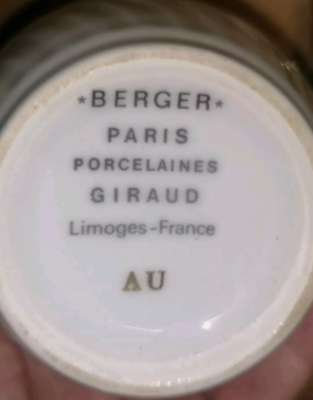 *BERGER*
PARIS
PORCELAINES
GIRAUD
Limoges-France
AU